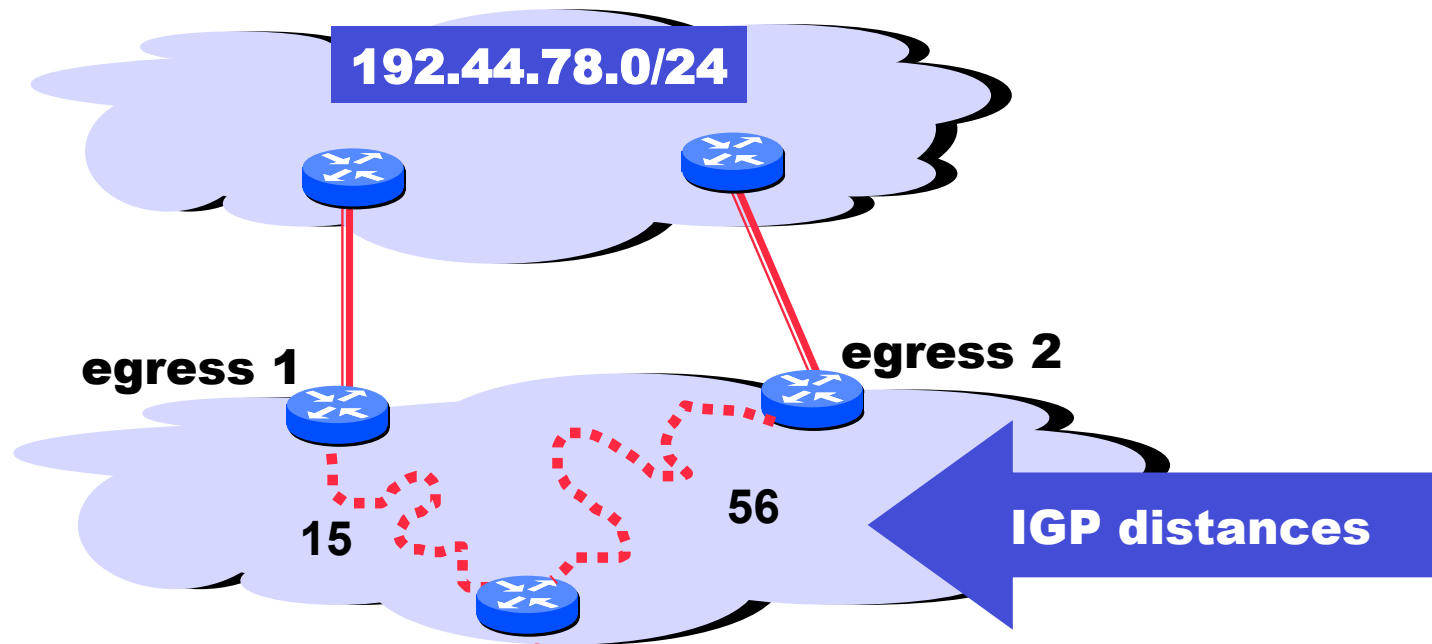 192.44.78.0/24
egress 1
egress 2
15
56
IGP distances